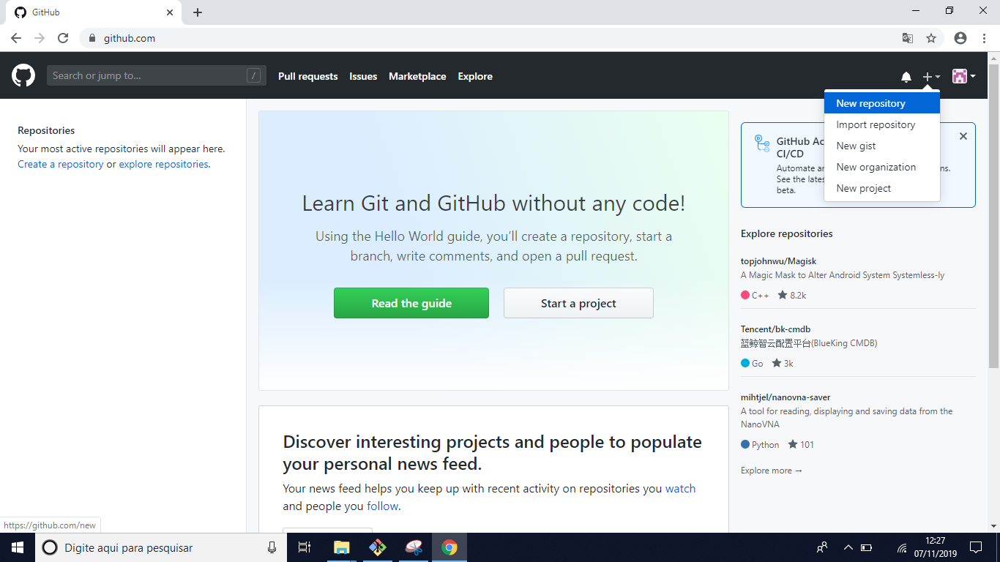 GitHub
github.com
Search or jump to...
/
Pull requests
Issues
Marketplace
Explore
New repository
Import repository
New gist
New organization
New project
Repositories
Your most active repositories will appear here.
Create a repository or explore repositories.
Learn Git and GitHub without any code!
Using the Hello World guide, you’ll create a repository, start a
branch, write comments, and open a pull request.
Read the guide
Start a project
Discover interesting projects and people to populate
your personal news feed.
Your news feed helps you keep up with recent activity on repositories you watch
and people you follow.
GitHub
CI/CD
Automate
ns.
See the
beta.
Explore repositories
topjohnwu/Magisk
A Magic Mask to Alter Android System Systemless-ly
C++ 8.2k
Tencent/bk-cmdb
蓝鲸智云配置平台(BlueKing CMDB)
Go 3k
mihtjel/nanovna-saver
A tool for reading, displaying and saving data from the
NanoVNA
Python 101
Explore more →
https://github.com/new
Digite aqui para pesquisar
12:27
07/11/2019